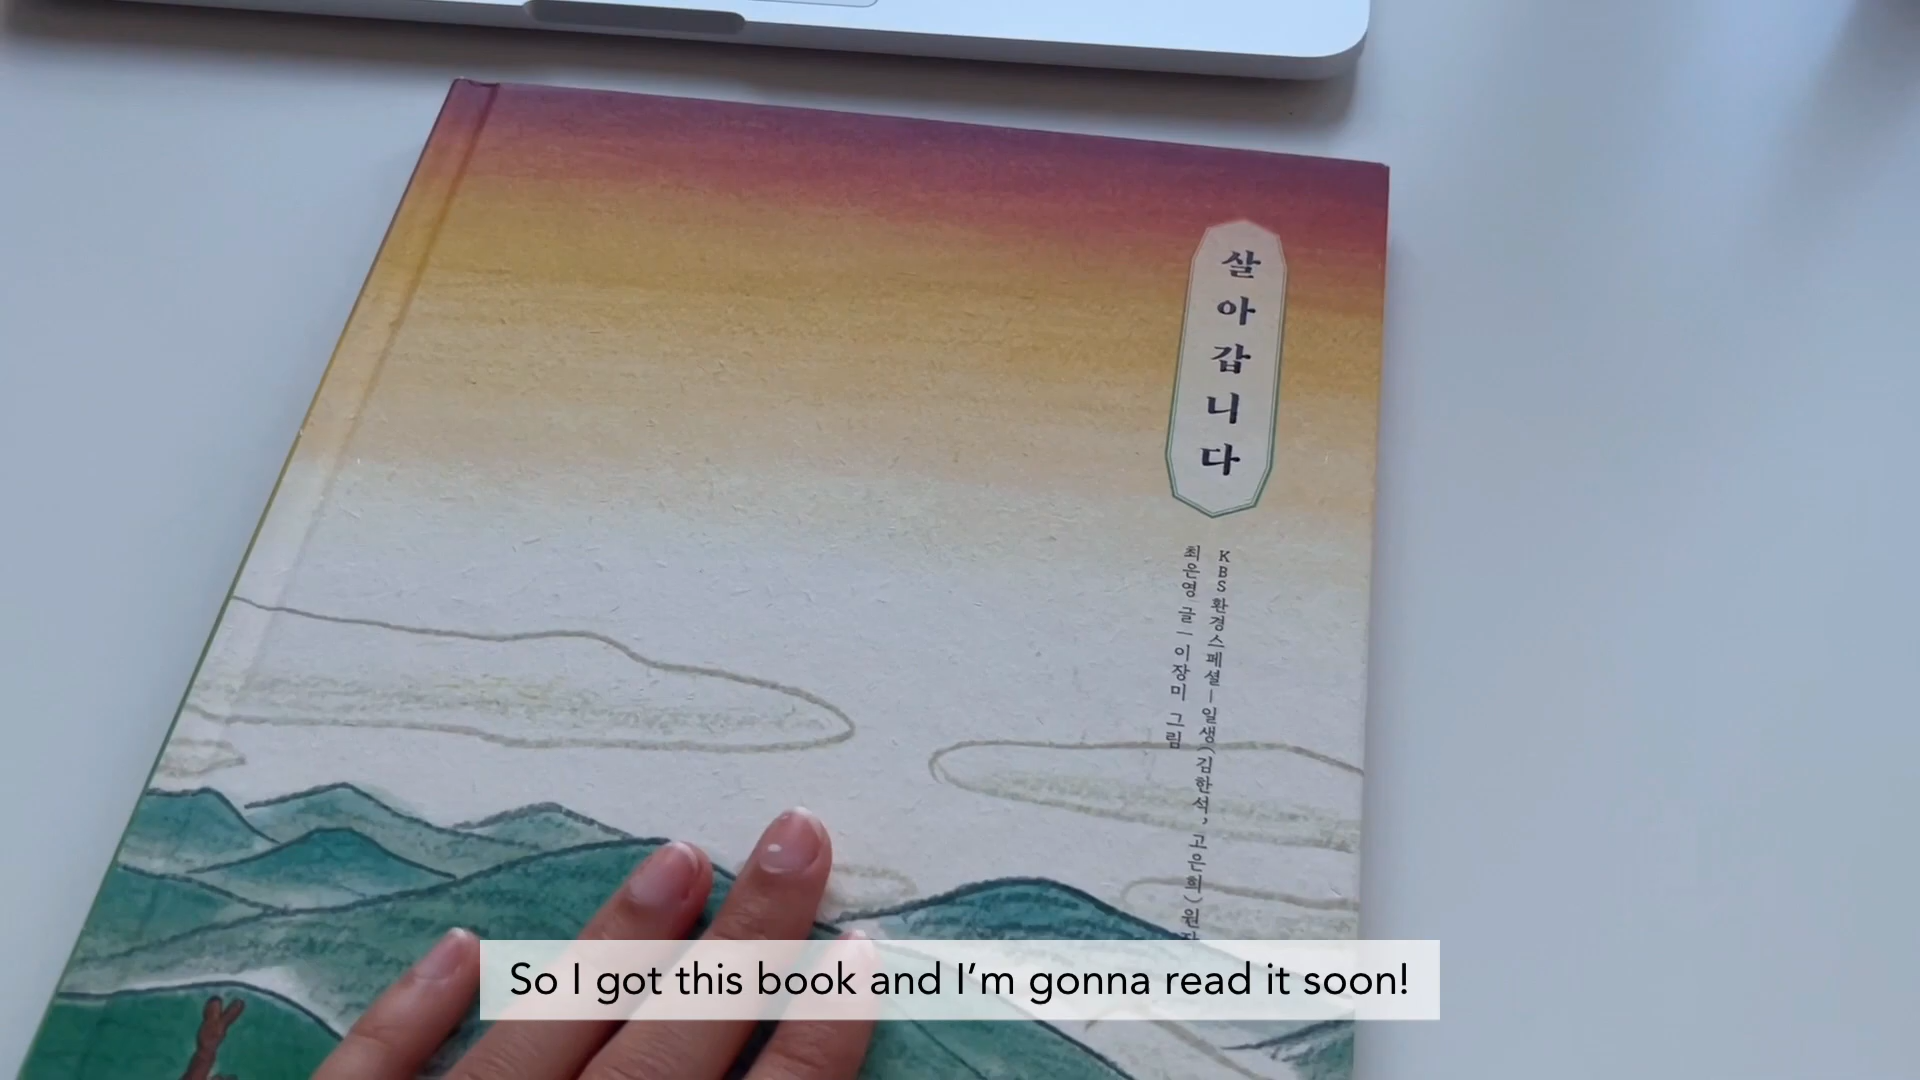 살아갑니다
KBS 환경스페셜 — 일생(김한석, 고은희) 원작
최은영 글 — 이장미 그림
So I got this book and I’m gonna read it soon!